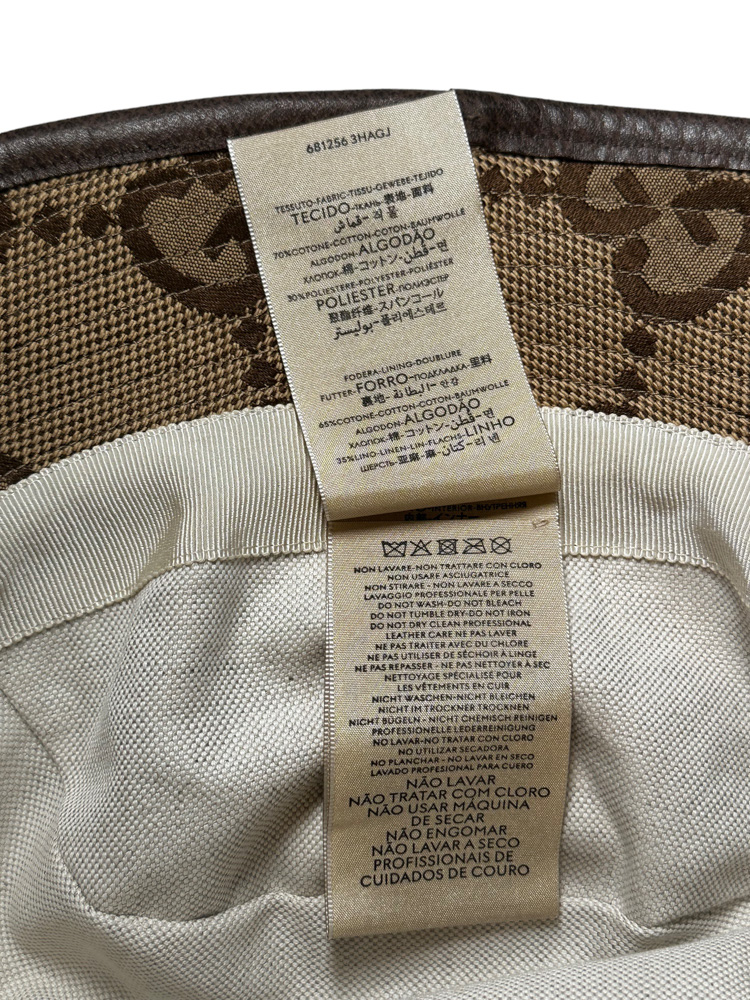 681256 3HAGJ
TESSUTO-FABRIC-TISSU-GEWEBE-TEJIDO
TECIDO-ТКАНЬ-表地-面料
직물-قماش
70%COTONE-COTTON-COTON-BAUMWOLLE
ALGODON-ALGODÃO
ХЛОПОК-棉-コットン-قطن-면
30%POLIESTERE-POLYESTER-POLIÉSTER
POLIESTER-ПОЛИЭСТЕР
聚酯纤维-スパンコール
폴리에스테르-بوليستر
FODERA-LINING-DOUBLURE
FUTTER-FORRO-ПОДКЛАДКА-里料
裏地-البطانة-안감
65%COTONE-COTTON-COTON-BAUMWOLLE
ALGODON-ALGODÃO
ХЛОПОК-棉-コットン-قطن-면
35%LINO-LINEN-LIN-FLACHS-LINHO
ШЕРСТЬ-亚麻-麻-كتان-리넨
NON LAVARE-NON TRATTARE CON CLORO
NON USARE ASCIUGATRICE
NON STIRARE - NON LAVARE A SECCO
LAVAGGIO PROFESSIONALE PER PELLE
DO NOT WASH-DO NOT BLEACH
DO NOT TUMBLE DRY-DO NOT IRON
DO NOT DRY CLEAN PROFESSIONAL
LEATHER CARE NE PAS LAVER
NE PAS TRAITER AVEC DU CHLORE
NE PAS UTILISER DE SÉCHOIR À LINGE
NE PAS REPASSER - NE PAS NETTOYER À SEC
NETTOYAGE SPÉCIALISÉ POUR
LES VÊTEMENTS EN CUIR
NICHT WASCHEN-NICHT BLEICHEN
NICHT IM TROCKNER TROCKNEN
NICHT BÜGELN - NICHT CHEMISCH REINIGEN
PROFESSIONELLE LEDERREINIGUNG
NO LAVAR-NO TRATAR CON CLORO
NO UTILIZAR SECADORA
NO PLANCHAR - NO LAVAR EN SECO
LAVADO PROFESIONAL PARA CUERO
NÃO LAVAR
NÃO TRATAR COM CLORO
NÃO USAR MÁQUINA
DE SECAR
NÃO ENGOMAR
NÃO LAVAR A SECO
PROFISSIONAIS DE
CUIDADOS DE COURO